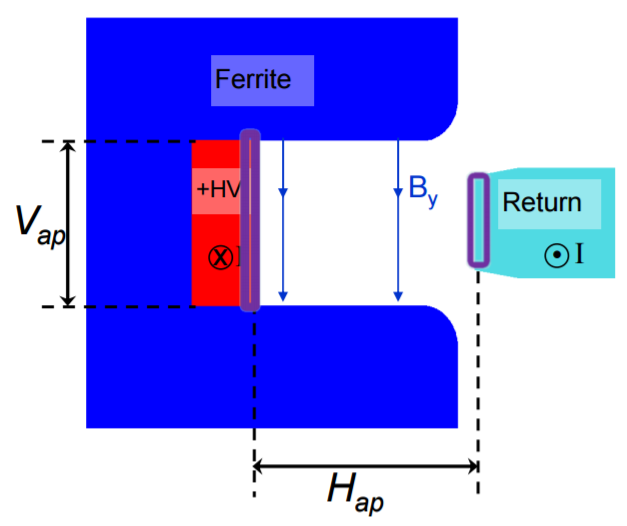 Ferrite
+HV
V_ap
B_y
Return
⊗I
⊙ I
H_ap